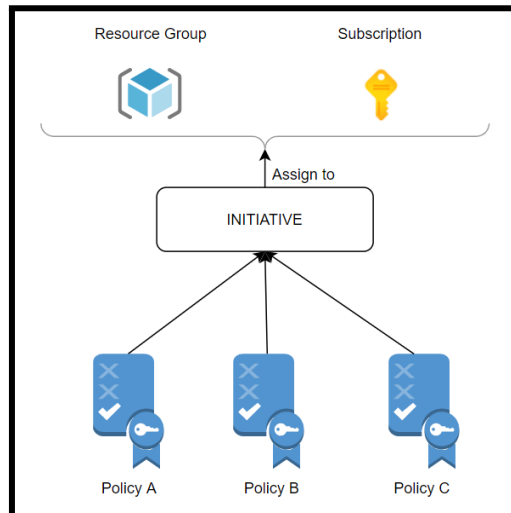 Resource Group
Subscription
Assign to
INITIATIVE
Policy A
Policy B
Policy C